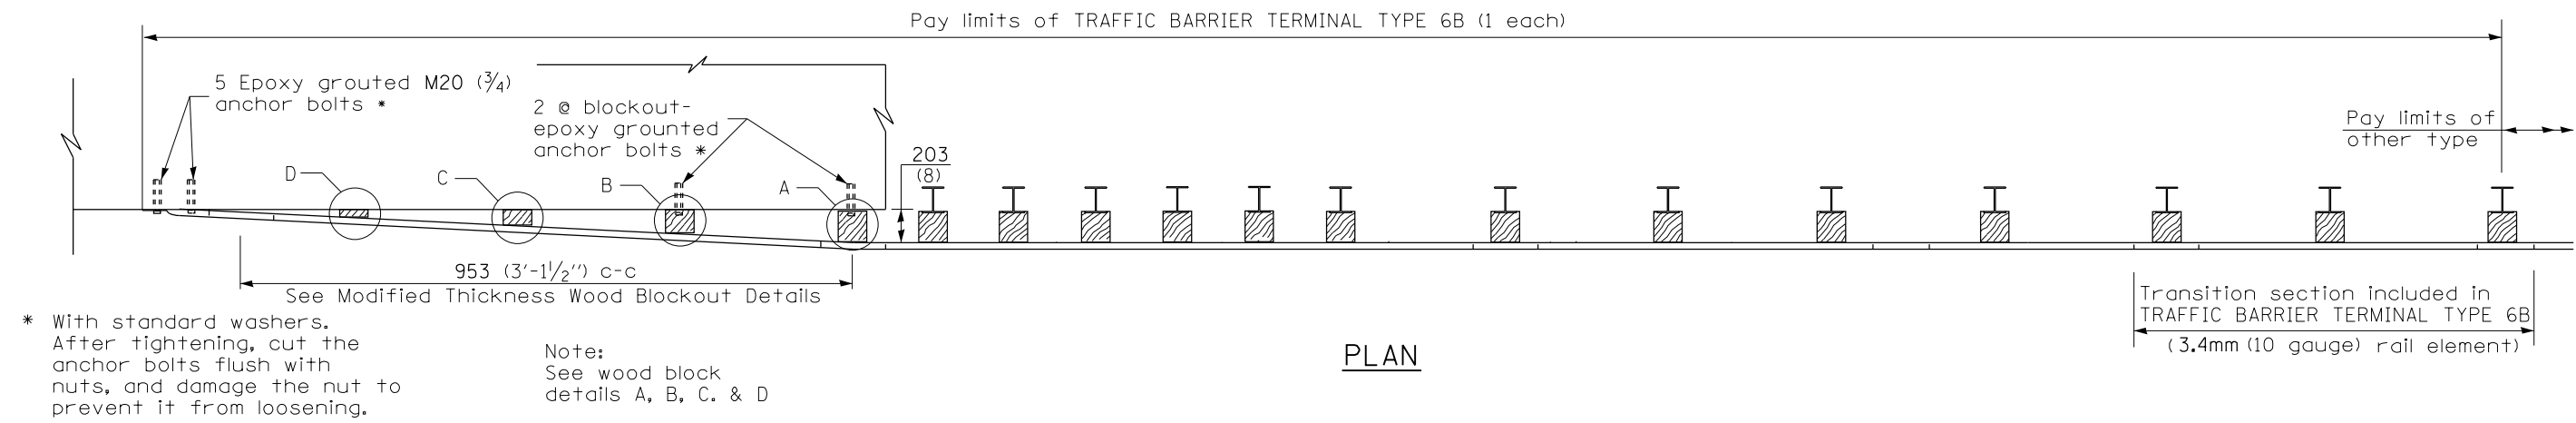 Pay limits of TRAFFIC BARRIER TERMINAL TYPE 6B (1 each)
5 Epoxy grouted M20 (3/4)
anchor bolts *
2 @ blockout-
epoxy grounted
anchor bolts *
Pay limits of
other type
203
(8)
D
C
B
A
953 (3'-1 1/2'') c-c
See Modified Thickness Wood Blockout Details
* With standard washers.
After tightening, cut the
anchor bolts flush with
nuts, and damage the nut to
prevent it from loosening.
Note:
See wood block
details A, B, C. & D
PLAN
Transition section included in
TRAFFIC BARRIER TERMINAL TYPE 6B
(3.4mm (10 gauge) rail element)